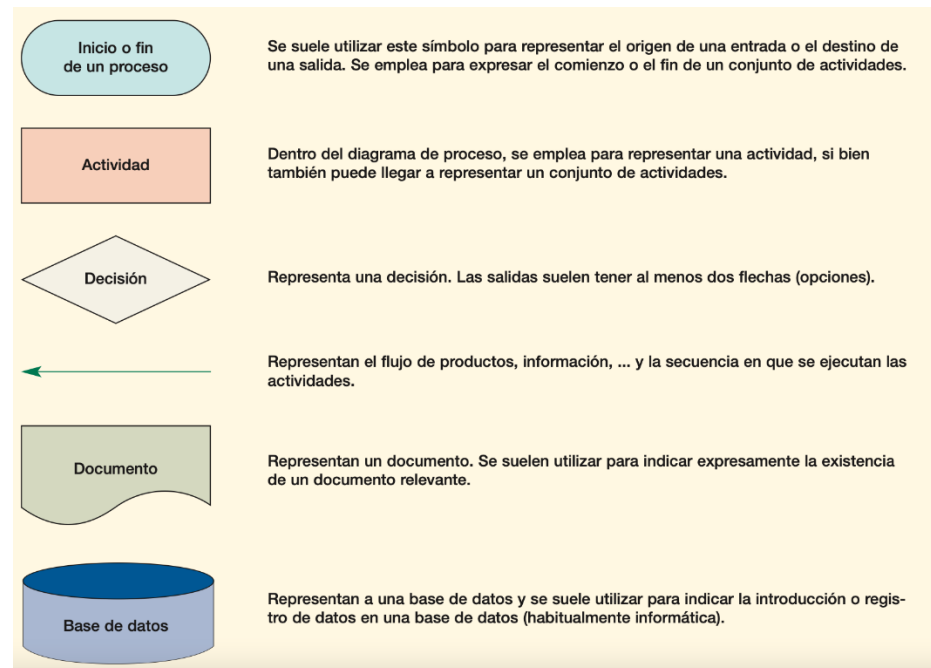 Inicio o fin
de un proceso
Se suele utilizar este símbolo para representar el origen de una entrada o el destino de
una salida. Se emplea para expresar el comienzo o el fin de un conjunto de actividades.
Actividad
Dentro del diagrama de proceso, se emplea para representar una actividad, si bien
también puede llegar a representar un conjunto de actividades.
Decisión
Representa una decisión. Las salidas suelen tener al menos dos flechas (opciones).
Representan el flujo de productos, información, ... y la secuencia en que se ejecutan las
actividades.
Documento
Representan un documento. Se suelen utilizar para indicar expresamente la existencia
de un documento relevante.
Base de datos
Representan a una base de datos y se suele utilizar para indicar la introducción o regis-
tro de datos en una base de datos (habitualmente informática).